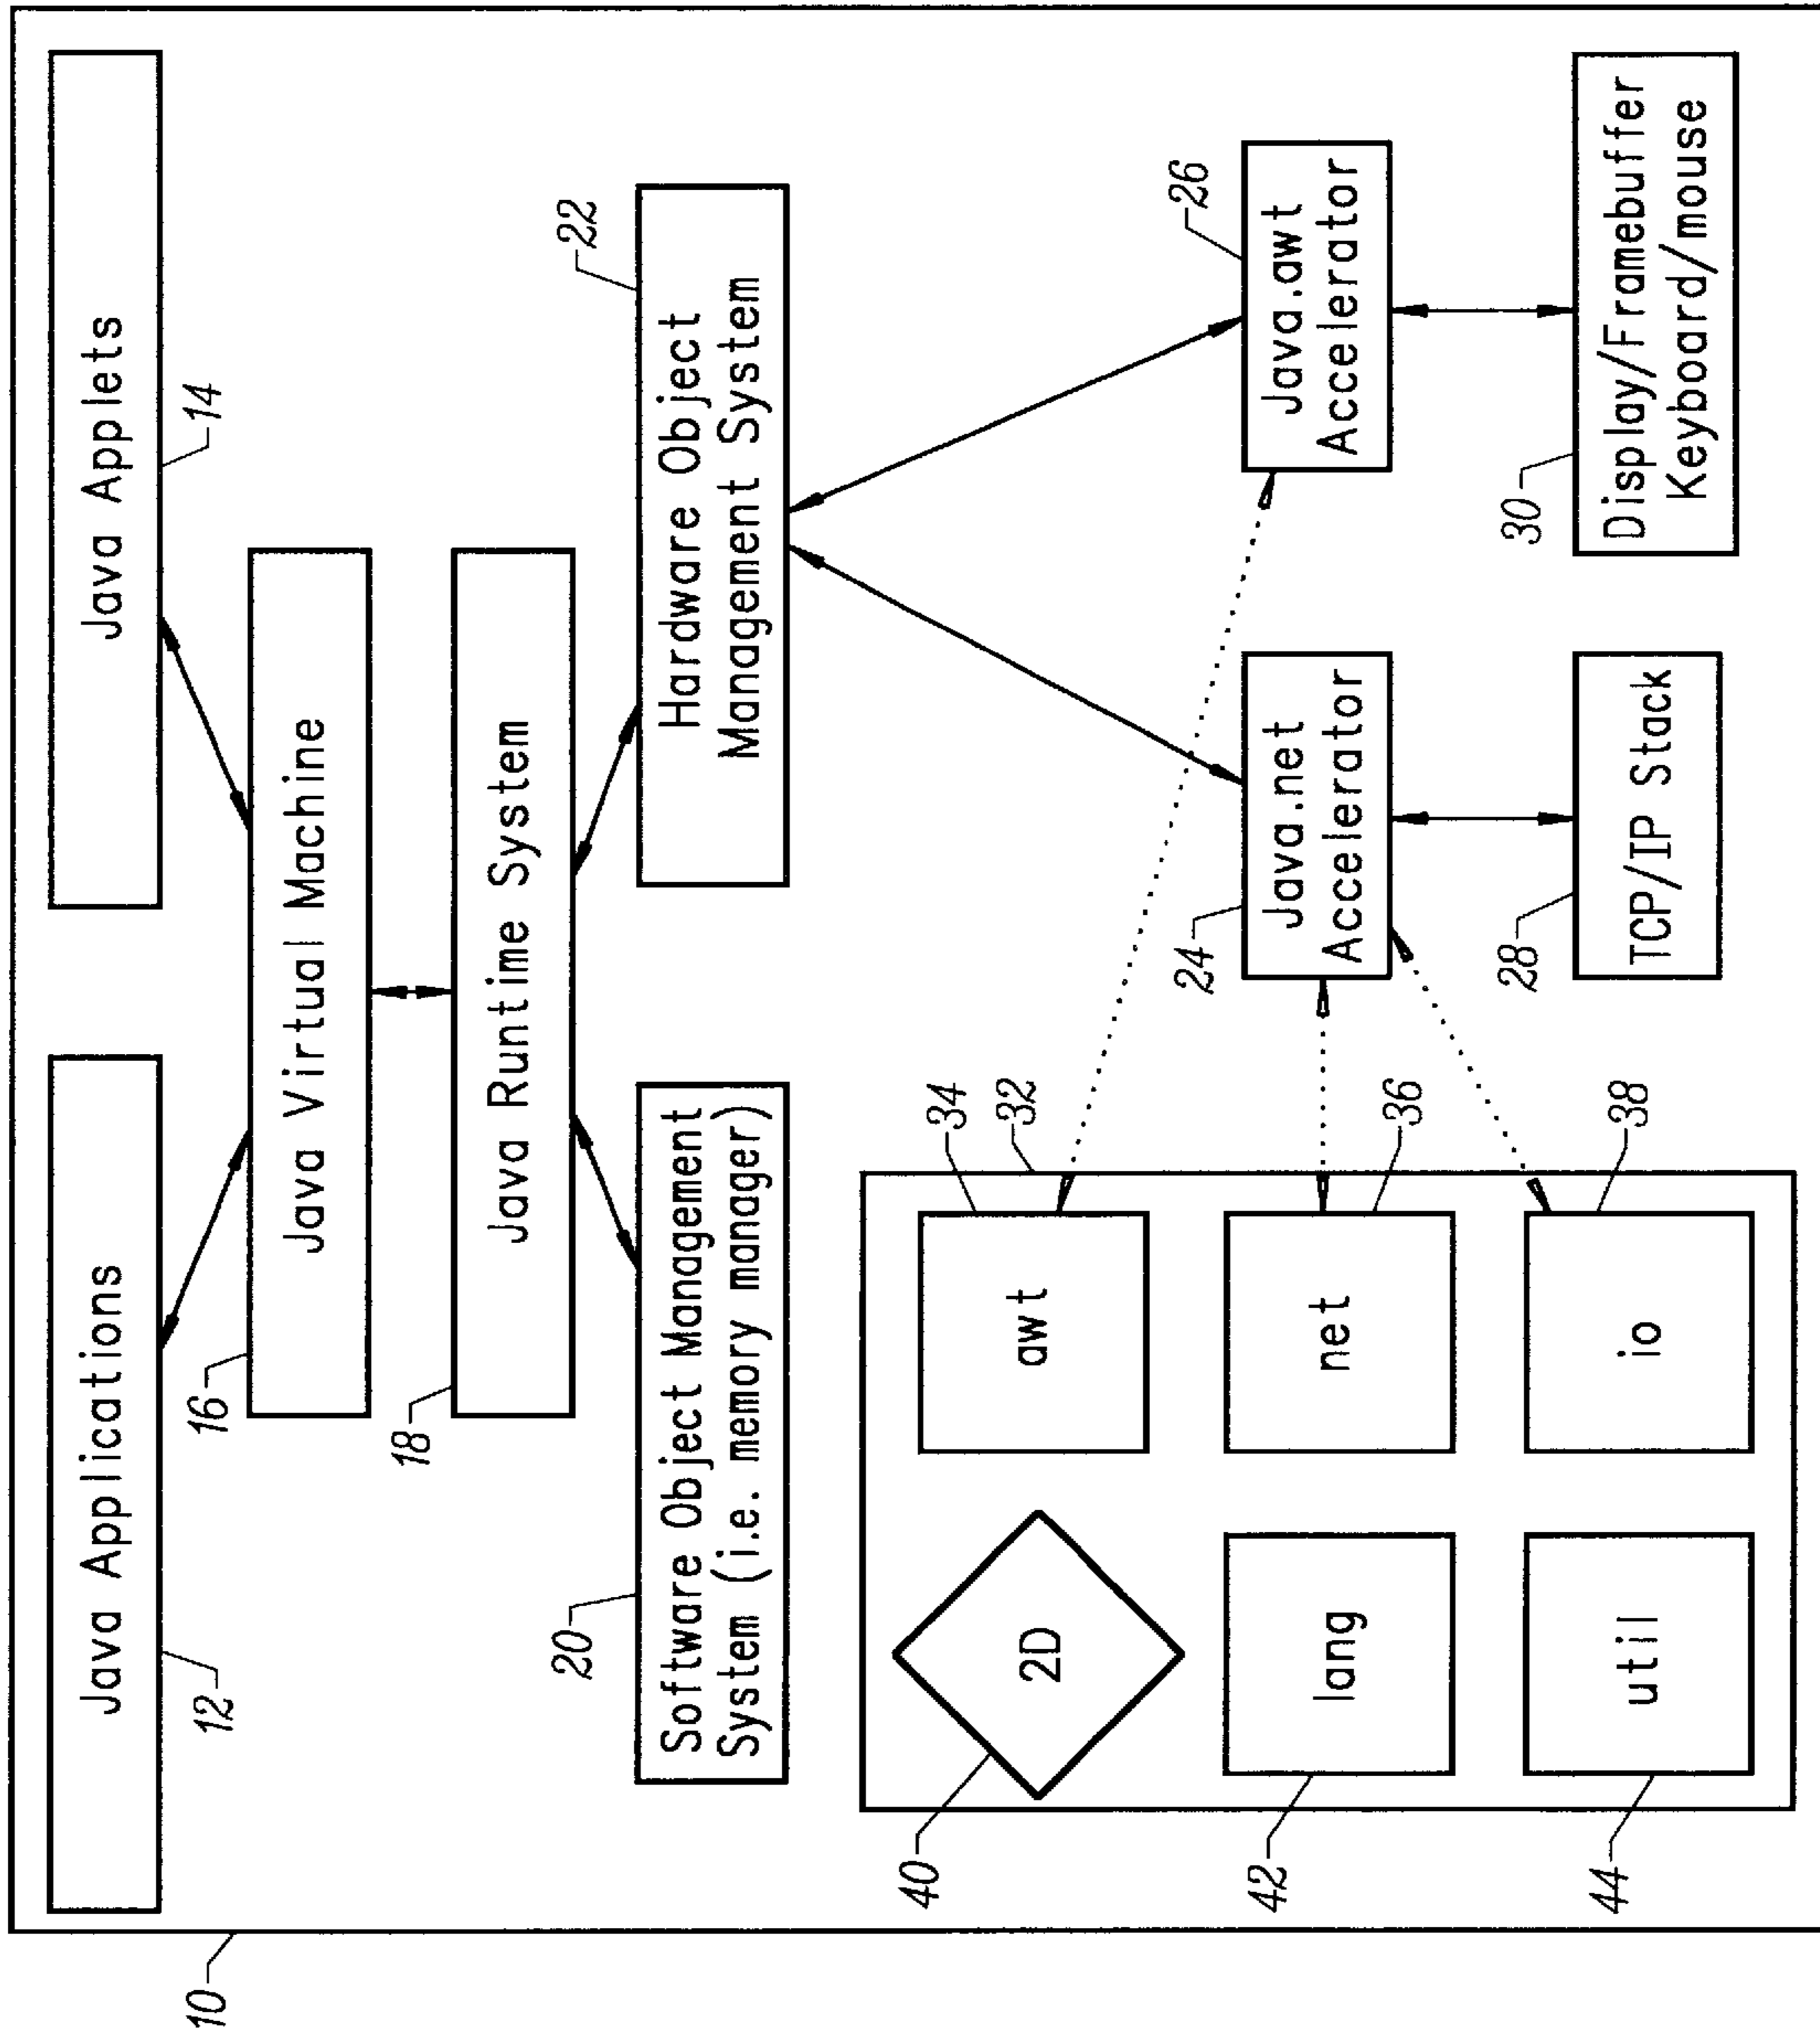 10
Java Applications
12
Java Applets
14
16
Java Virtual Machine
18
Java Runtime System
20
Software Object Management
System (i.e. memory manager)
22
Hardware Object
Management System
34
32
40
2D
awt
42
lang
net
36
44
util
io
38
24
Java.net
Accelerator
26
Java.awt
Accelerator
28
TCP/IP Stack
30
Display/Framebuffer
Keyboard/mouse